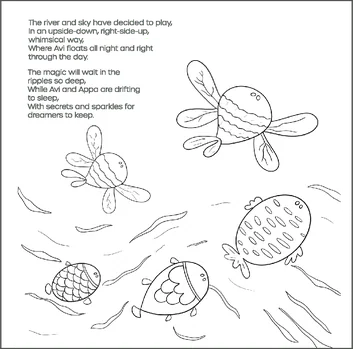 The river and sky have decided to play,
In an upside-down, right-side-up,
whimsical way,
Where Avi floats all night and right
through the day.
The magic will wait in the
ripples so deep,
While Avi and Appa are drifting
to sleep,
With secrets and sparkles for
dreamers to keep.